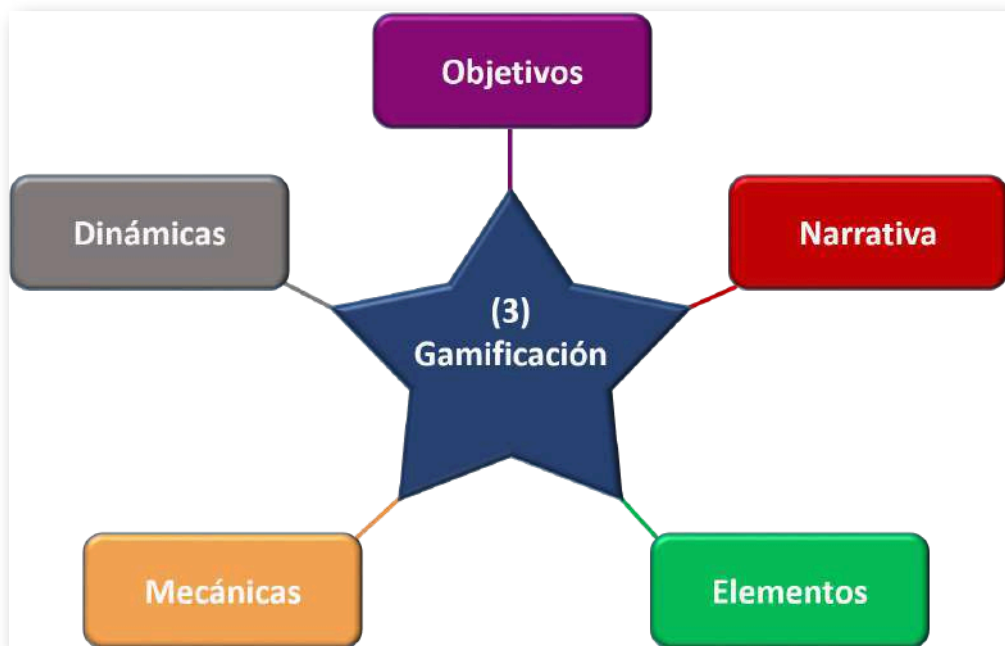 Objetivos
Dinámicas
Narrativa
(3)
Gamificación
Mecánicas
Elementos